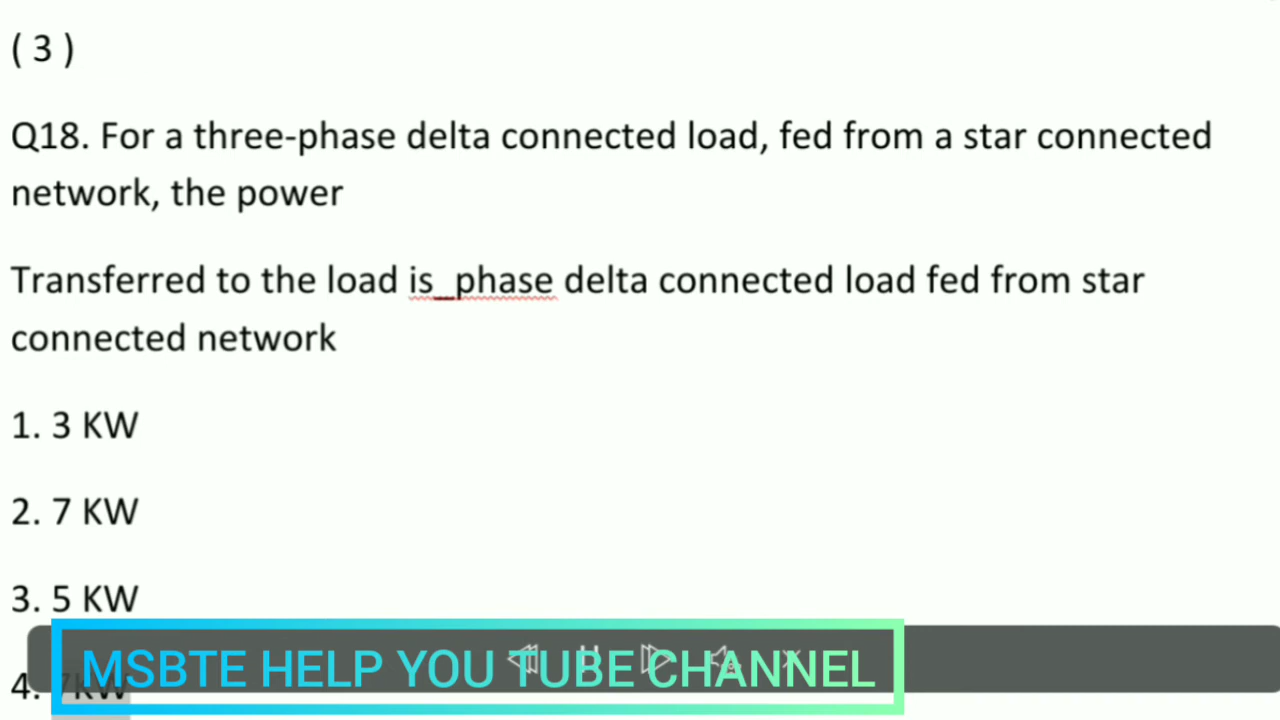 ( 3 )
Q18. For a three-phase delta connected load, fed from a star connected
network, the power
Transferred to the load is_phase delta connected load fed from star
connected network
1. 3 KW
2. 7 KW
3. 5 KW
4. 7kW
MSBTE HELP YOU TUBE CHANNEL